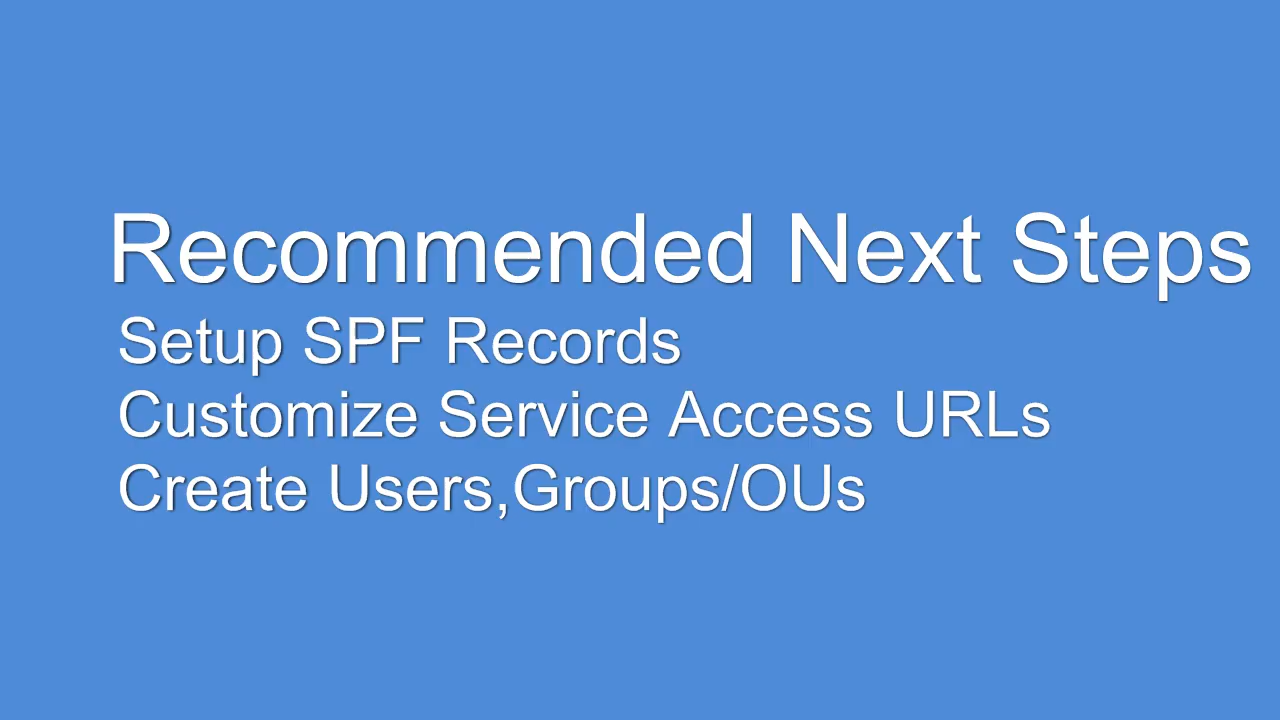 Recommended Next Steps
Setup SPF Records
Customize Service Access URLs
Create Users,Groups/OUs